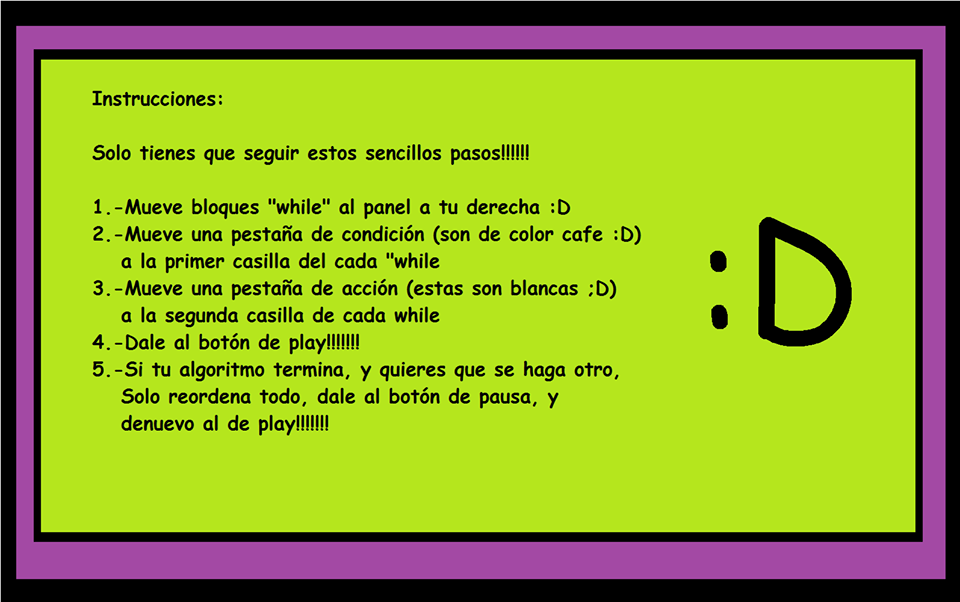 Instrucciones:
Solo tienes que seguir estos sencillos pasos!!!!!!
1.-Mueve bloques "while" al panel a tu derecha :D
2.-Mueve una pestaña de condición (son de color cafe :D)
a la primer casilla del cada "while
3.-Mueve una pestaña de acción (estas son blancas ;D)
a la segunda casilla de cada while
4.-Dale al botón de play!!!!!!!
5.-Si tu algoritmo termina, y quieres que se haga otro,
Solo reordena todo, dale al botón de pausa, y
denuevo al de play!!!!!!!
:D